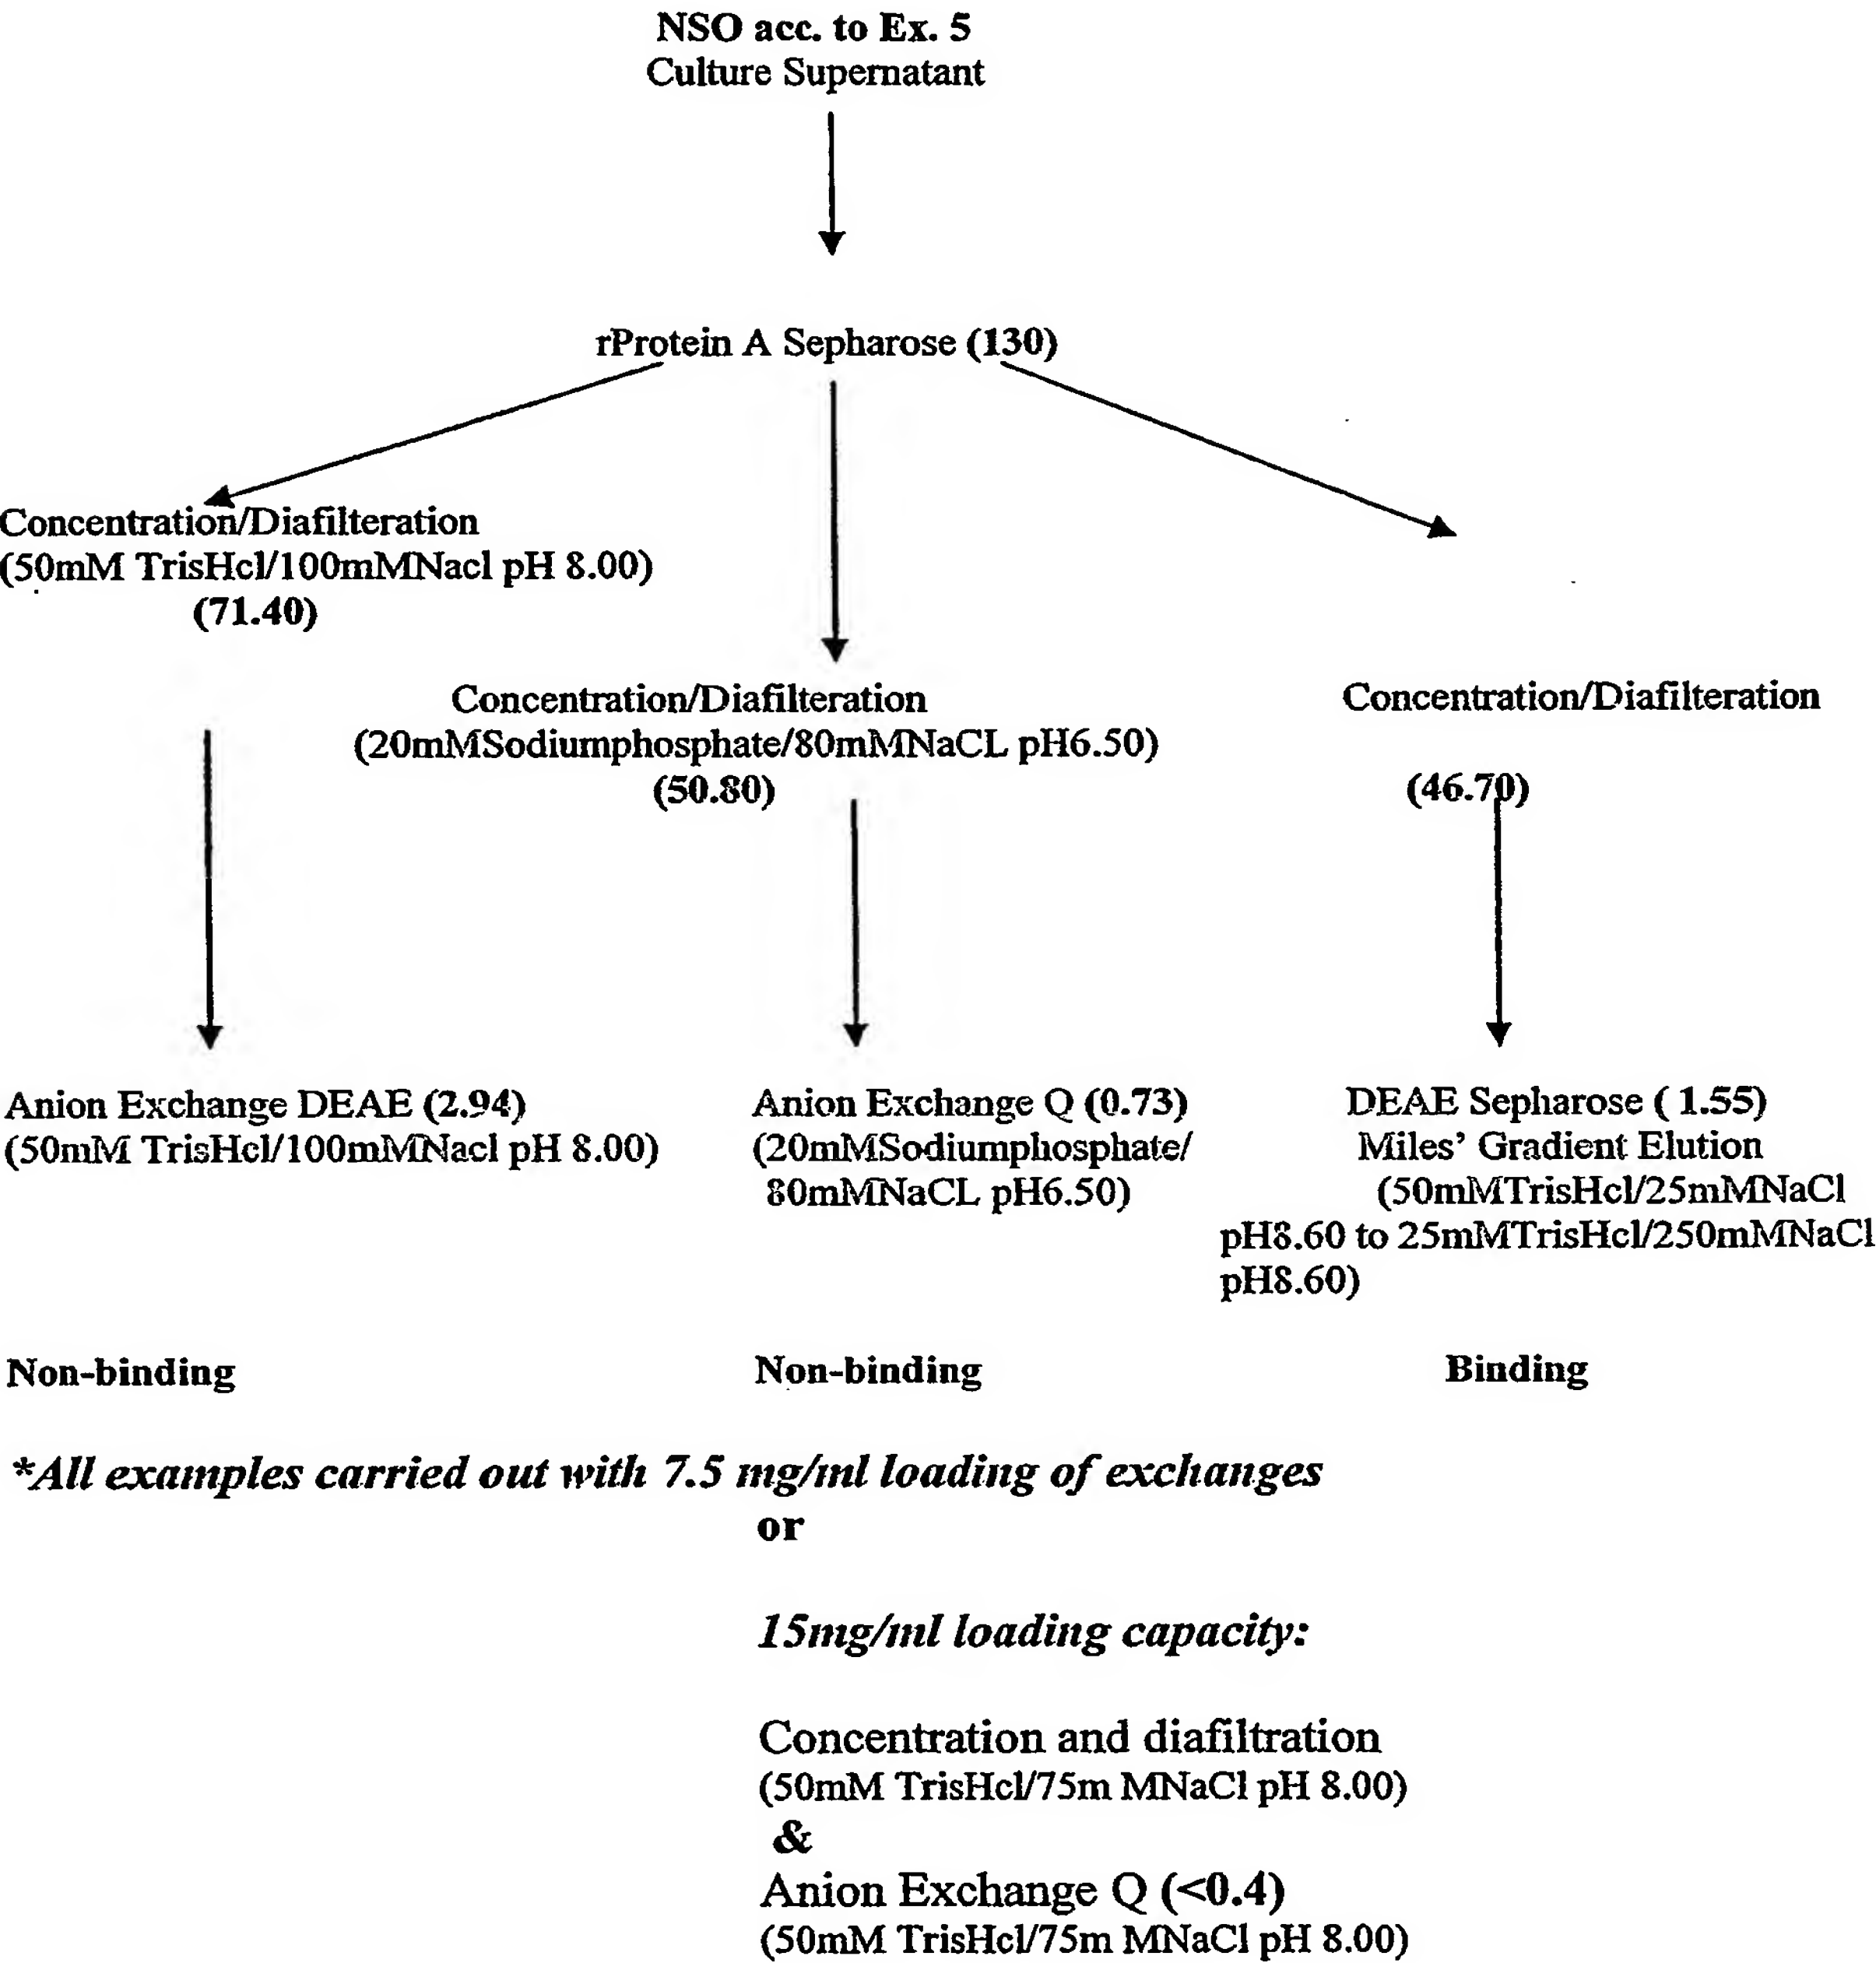 NSO acc. to Ex. 5
Culture Supernatant
rProtein A Sepharose (130)
Concentration/Diafilteration
(50mM TrisHcl/100mMNacl pH 8.00)
(71.40)
Concentration/Diafilteration
(20mMSodiumphosphate/80mMNaCL pH6.50)
(50.80)
Concentration/Diafilteration
(46.70)
Anion Exchange DEAE (2.94)
(50mM TrisHcl/100mMNacl pH 8.00)
Anion Exchange Q (0.73)
(20mMSodiumphosphate/
80mMNaCL pH6.50)
DEAE Sepharose ( 1.55)
Miles’ Gradient Elution
(50mMTrisHcl/25mMNaCl
pH8.60 to 25mMTrisHcl/250mMNaCl
pH8.60)
Non-binding
Non-binding
Binding
*All examples carried out with 7.5 mg/ml loading of exchanges
or
15mg/ml loading capacity:
Concentration and diafiltration
(50mM TrisHcl/75m MNaCl pH 8.00)
&
Anion Exchange Q (<0.4)
(50mM TrisHcl/75m MNaCl pH 8.00)